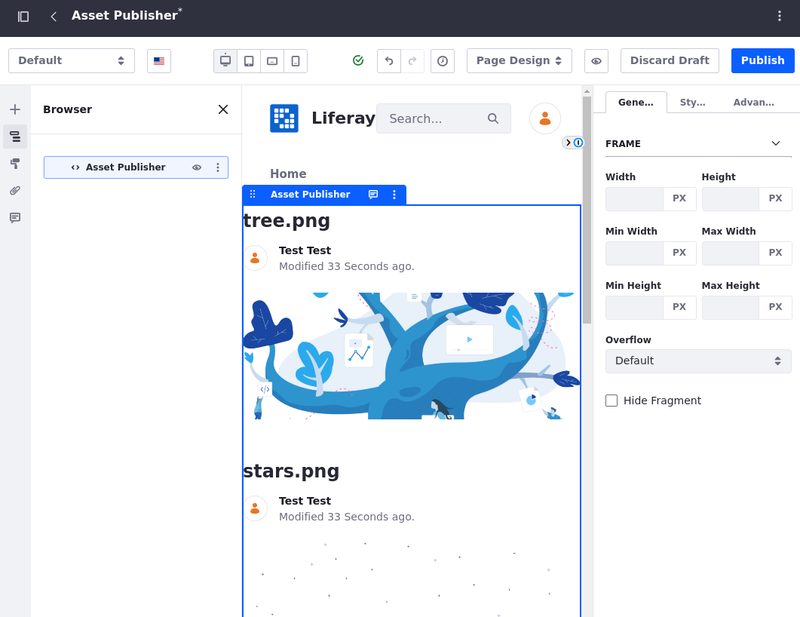 Asset Publisher*
Default
Page Design
Discard Draft
Publish
Browser
Asset Publisher
Liferay
Search...
Home
Asset Publisher
tree.png
Test Test
Modified 33 Seconds ago.
</>
stars.png
Test Test
Modified 33 Seconds ago.
Gene...
Sty...
Advan...
FRAME
Width
Height
PX
PX
Min Width
Max Width
PX
PX
Min Height
Max Height
PX
PX
Overflow
Default
Hide Fragment